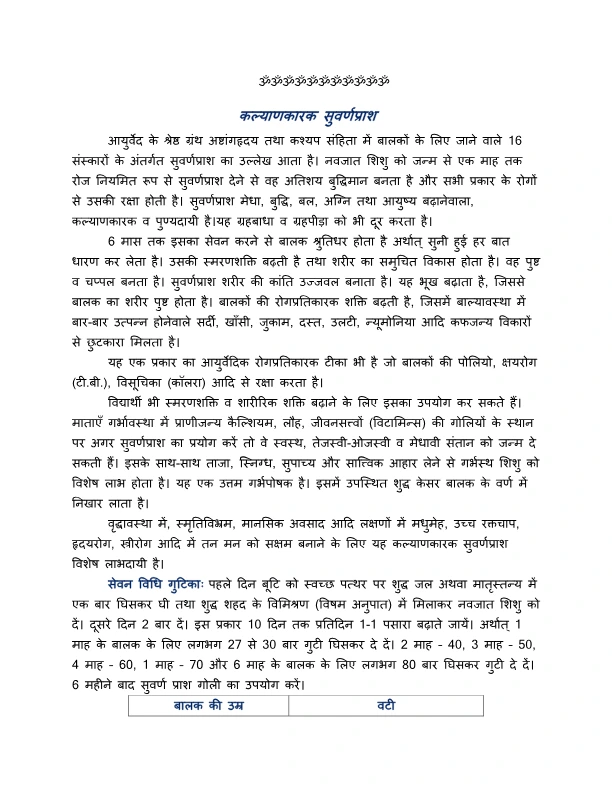 ॐॐॐॐॐॐॐॐॐॐॐ
कल्याणकारक सुवर्णप्राश
आयुर्वेद के श्रेष्ठ ग्रंथ अष्टांगहृदय तथा कश्यप संहिता में बालकों के लिए जाने वाले 16
संस्कारों के अंतर्गत सुवर्णप्राश का उल्लेख आता है। नवजात शिशु को जन्म से एक माह तक
रोज नियमित रूप से सुवर्णप्राश देने से वह अतिशय बुद्धिमान बनता है और सभी प्रकार के रोगों
से उसकी रक्षा होती है। सुवर्णप्राश मेधा, बुद्धि, बल, अग्नि तथा आयुष्य बढ़ानेवाला,
कल्याणकारक व पुण्यदायी है।यह ग्रहबाधा व ग्रहपीड़ा को भी दूर करता है।
6 मास तक इसका सेवन करने से बालक श्रुतिधर होता है अर्थात् सुनी हुई हर बात
धारण कर लेता है। उसकी स्मरणशक्ति बढ़ती है तथा शरीर का समुचित विकास होता है। वह पुष्ट
व चप्पल बनता है। सुवर्णप्राश शरीर की कांति उज्जवल बनाता है। यह भूख बढ़ाता है, जिससे
बालक का शरीर पुष्ट होता है। बालकों की रोगप्रतिकारक शक्ति बढ़ती है, जिसमें बाल्यावस्था में
बार-बार उत्पन्न होनेवाले सर्दी, खाँसी, जुकाम, दस्त, उलटी, न्यूमोनिया आदि कफजन्य विकारों
से छुटकारा मिलता है।
यह एक प्रकार का आयुर्वेदिक रोगप्रतिकारक टीका भी है जो बालकों की पोलियो, क्षयरोग
(टी.बी.), विसूचिका (कॉलरा) आदि से रक्षा करता है।
विद्यार्थी भी स्मरणशक्ति व शारीरिक शक्ति बढ़ाने के लिए इसका उपयोग कर सकते हैं।
माताएँ गर्भावस्था में प्राणीजन्य कैल्शियम, लौह, जीवनसत्त्वों (विटामिन्स) की गोलियों के स्थान
पर अगर सुवर्णप्राश का प्रयोग करें तो वे स्वस्थ, तेजस्वी-ओजस्वी व मेधावी संतान को जन्म दे
सकती हैं। इसके साथ-साथ ताजा, स्निग्ध, सुपाच्य और सात्विक आहार लेने से गर्भस्थ शिशु को
विशेष लाभ होता है। यह एक उत्तम गर्भपोषक है। इसमें उपस्थित शुद्ध केसर बालक के वर्ण में
निखार लाता है।
वृद्धावस्था में, स्मृतिविभ्रम, मानसिक अवसाद आदि लक्षणों में मधुमेह, उच्च रक्तचाप,
हृदयरोग, स्त्रीरोग आदि में तन मन को सक्षम बनाने के लिए यह कल्याणकारक सुवर्णप्राश
विशेष लाभदायी है।
सेवन विधि गुटिकाः पहले दिन बूटि को स्वच्छ पत्थर पर शुद्ध जल अथवा मातृस्तन्य में
एक बार घिसकर घी तथा शुद्ध शहद के विमिश्रण (विषम अनुपात) में मिलाकर नवजात शिशु को
दें। दूसरे दिन 2 बार दें। इस प्रकार 10 दिन तक प्रतिदिन 1-1 पसारा बढ़ाते जायें। अर्थात् 1
माह के बालक के लिए लगभग 27 से 30 बार गुटी घिसकर दे दें। 2 माह - 40, 3 माह - 50,
4 माह - 60, 1 माह - 70 और 6 माह के बालक के लिए लगभग 80 बार घिसकर गुटी दे दें।
6 महीने बाद सुवर्ण प्राश गोली का उपयोग करें।
बालक की उम्र वटी